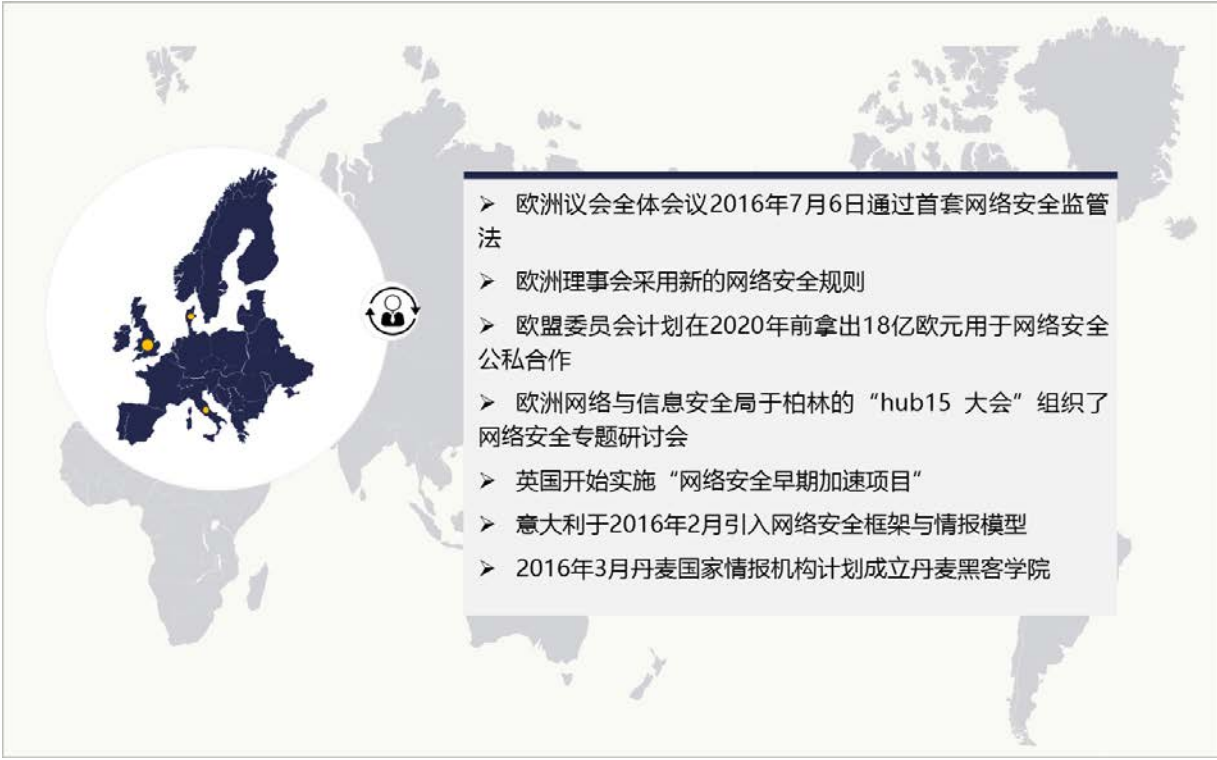 ➢ 欧洲议会全体会议2016年7月6日通过首套网络安全监管
法
➢ 欧洲理事会采用新的网络安全规则
➢ 欧盟委员会计划在2020年前拿出18亿欧元用于网络安全
公私合作
➢ 欧洲网络与信息安全局于柏林的“hub15 大会”组织了
网络安全专题研讨会
➢ 英国开始实施“网络安全早期加速项目”
➢ 意大利于2016年2月引入网络安全框架与情报模型
➢ 2016年3月丹麦国家情报机构计划成立丹麦黑客学院